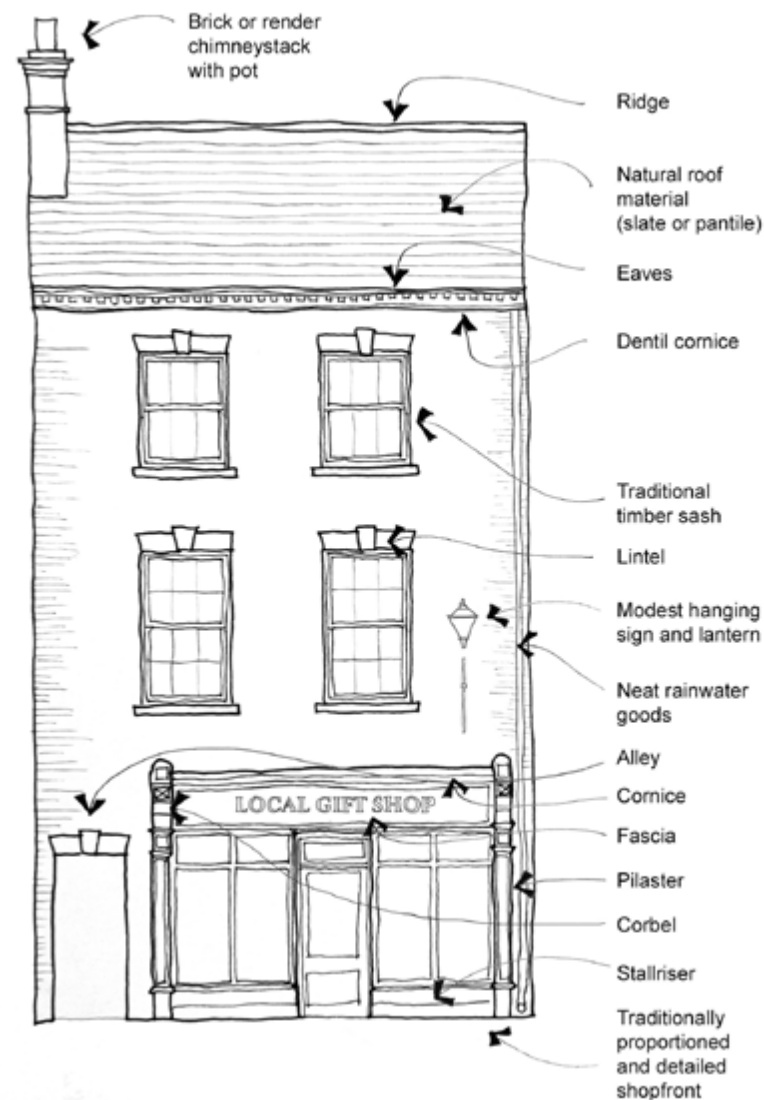 Brick or render
chimneystack
with pot
Ridge
Natural roof
material
(slate or pantile)
Eaves
Dentil cornice
Traditional
timber sash
Lintel
Modest hanging
sign and lantern
Neat rainwater
goods
Alley
Cornice
LOCAL GIFT SHOP
Fascia
Pilaster
Corbel
Stallriser
Traditionally
proportioned
and detailed
shopfront